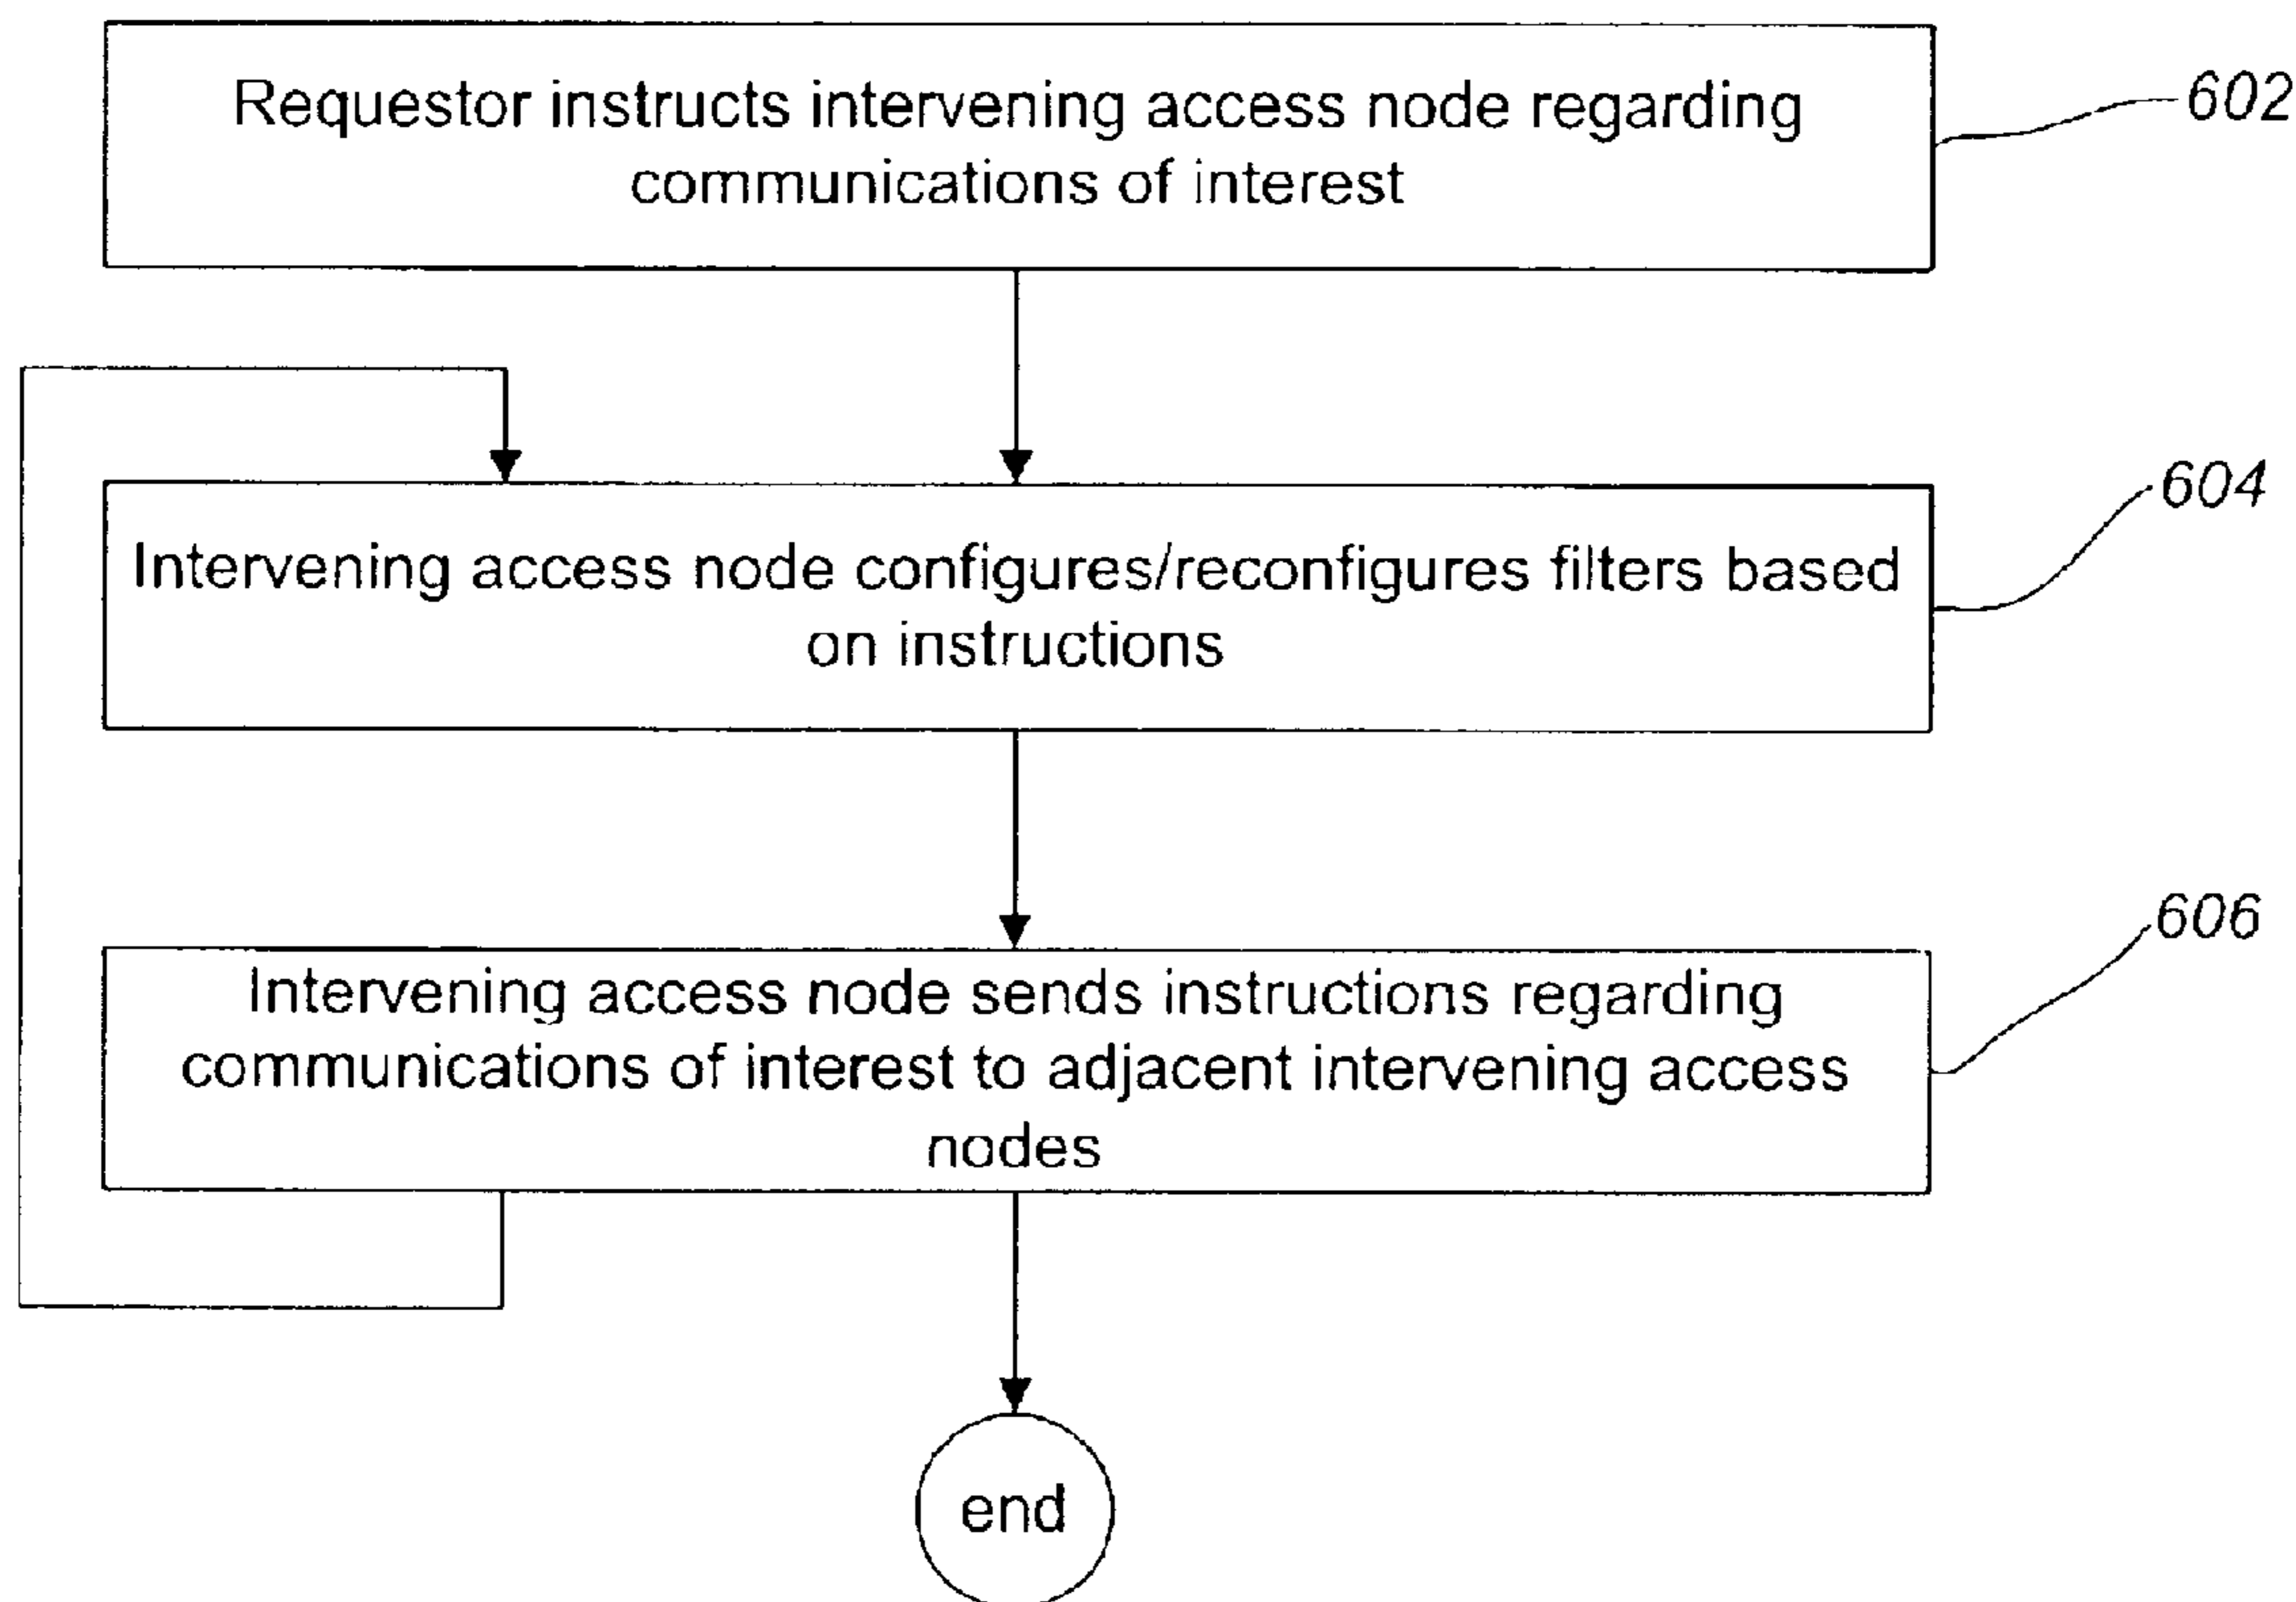 Requestor instructs intervening access node regarding
communications of interest
602
604
Intervening access node configures/reconfigures filters based
on instructions
606
Intervening access node sends instructions regarding
communications of interest to adjacent intervening access
nodes
end